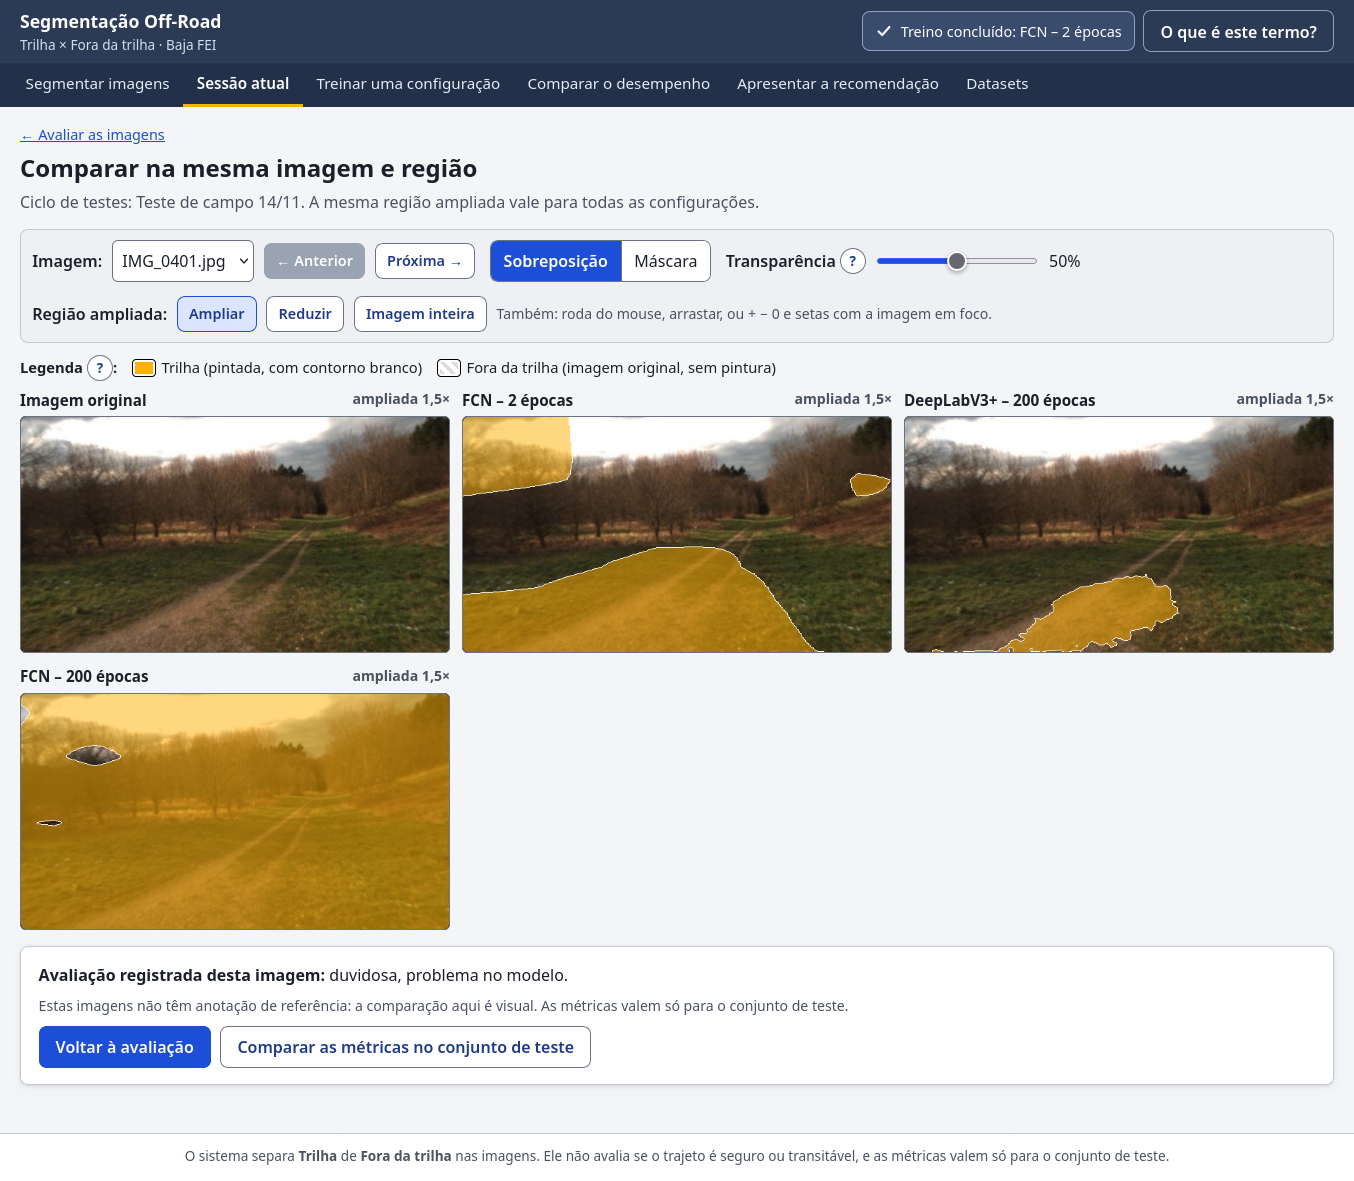 Segmentação Off-Road
Trilha × Fora da trilha · Baja FEI
Treino concluído: FCN – 2 épocas
O que é este termo?
Segmentar imagens
Sessão atual
Treinar uma configuração
Comparar o desempenho
Apresentar a recomendação
Datasets
← Avaliar as imagens
Comparar na mesma imagem e região
Ciclo de testes: Teste de campo 14/11. A mesma região ampliada vale para todas as configurações.
Imagem:
IMG_0401.jpg
← Anterior
Próxima →
Sobreposição
Máscara
Transparência ?
50%
Região ampliada:
Ampliar
Reduzir
Imagem inteira
Também: roda do mouse, arrastar, ou + − 0 e setas com a imagem em foco.
Legenda ? :
Trilha (pintada, com contorno branco)
Fora da trilha (imagem original, sem pintura)
Imagem original
ampliada 1,5×
FCN – 2 épocas
ampliada 1,5×
DeepLabV3+ – 200 épocas
ampliada 1,5×
FCN – 200 épocas
ampliada 1,5×
Avaliação registrada desta imagem: duvidosa, problema no modelo.
Estas imagens não têm anotação de referência: a comparação aqui é visual. As métricas valem só para o conjunto de teste.
Voltar à avaliação
Comparar as métricas no conjunto de teste
O sistema separa Trilha de Fora da trilha nas imagens. Ele não avalia se o trajeto é seguro ou transitável, e as métricas valem só para o conjunto de teste.